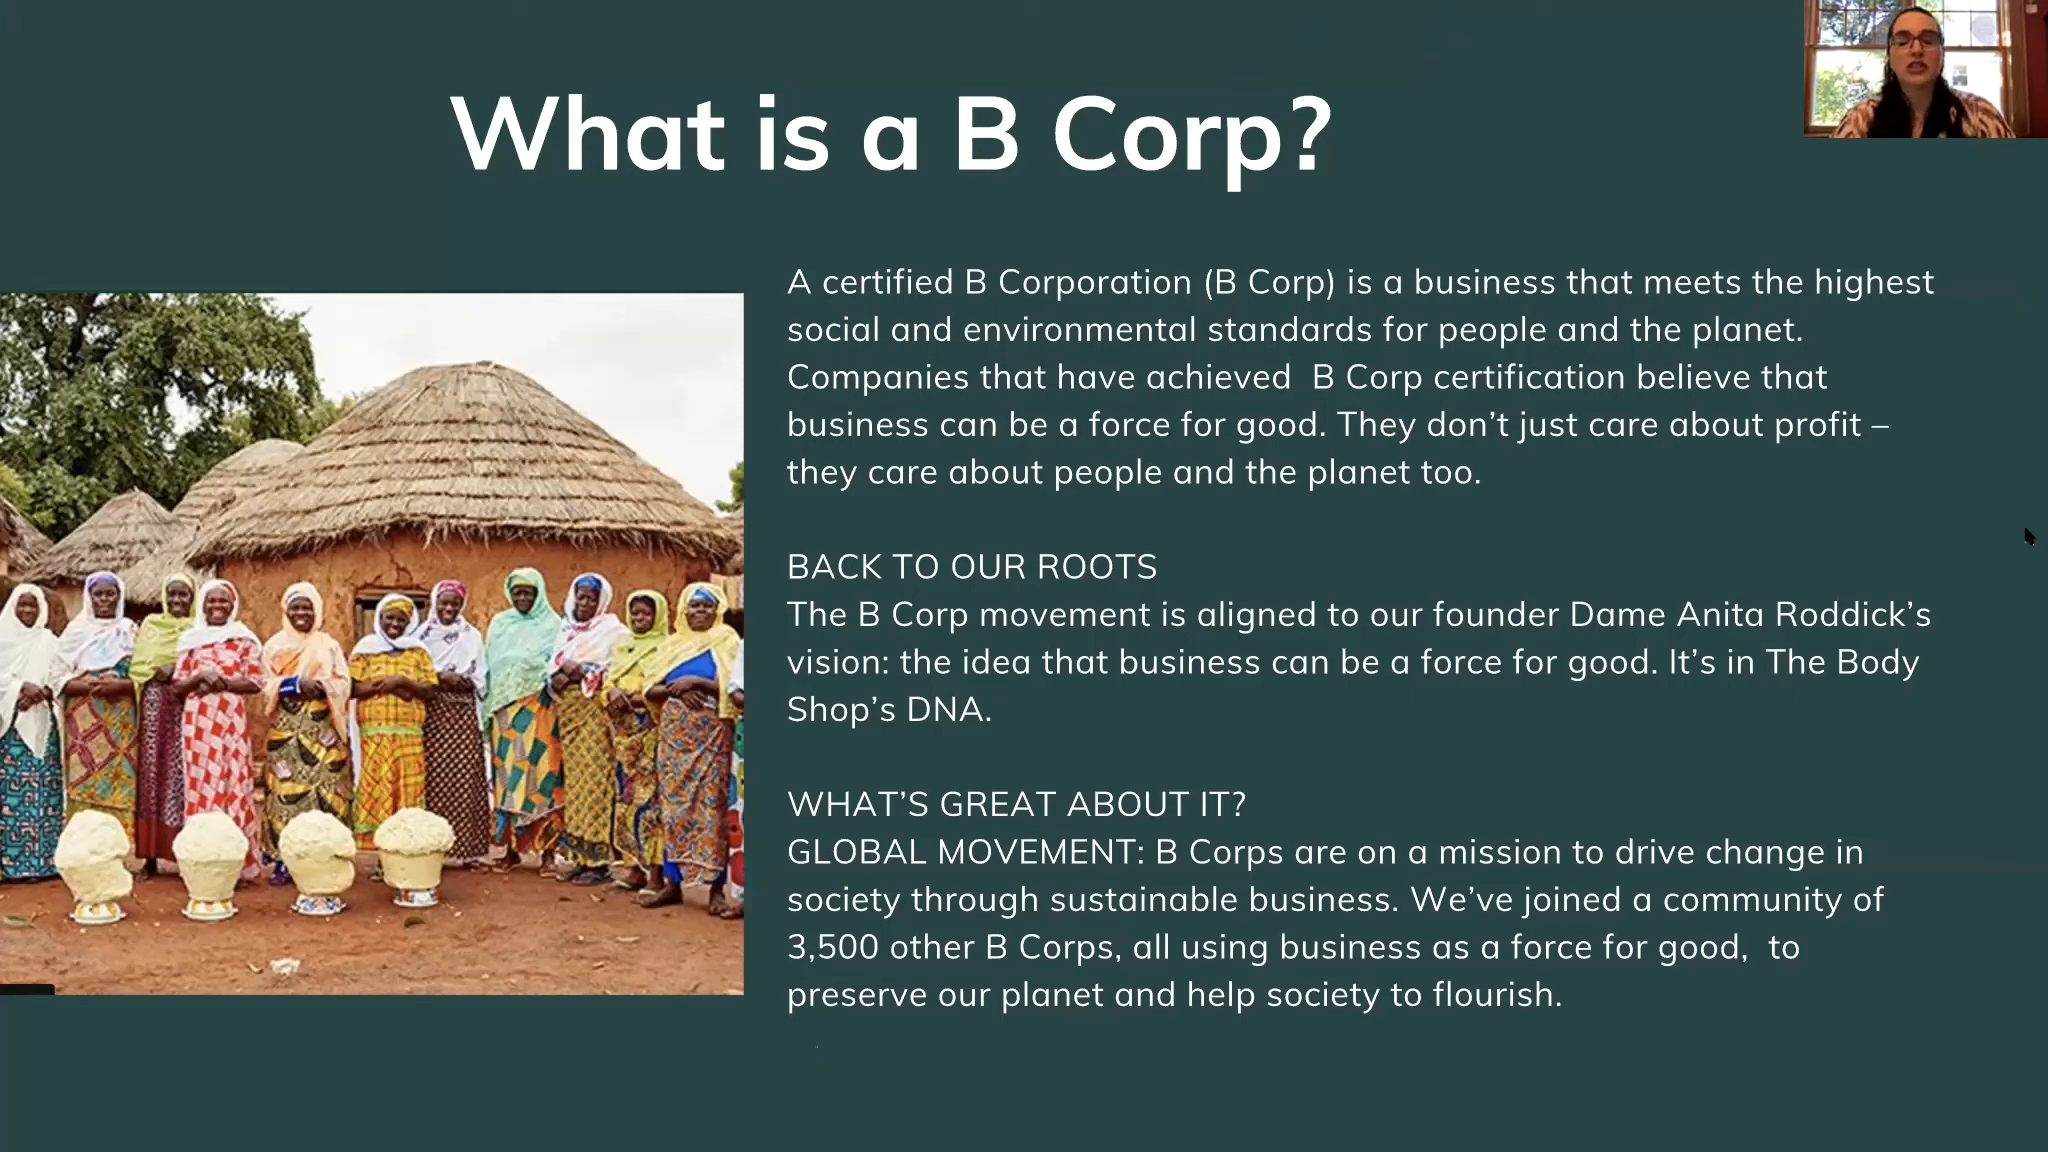 What is a B Corp?
A certified B Corporation (B Corp) is a business that meets the highest
social and environmental standards for people and the planet.
Companies that have achieved  B Corp certification believe that
business can be a force for good. They don’t just care about profit –
they care about people and the planet too.
BACK TO OUR ROOTS
The B Corp movement is aligned to our founder Dame Anita Roddick’s
vision: the idea that business can be a force for good. It’s in The Body
Shop’s DNA.
WHAT’S GREAT ABOUT IT?
GLOBAL MOVEMENT: B Corps are on a mission to drive change in
society through sustainable business. We’ve joined a community of
3,500 other B Corps, all using business as a force for good,  to
preserve our planet and help society to flourish.